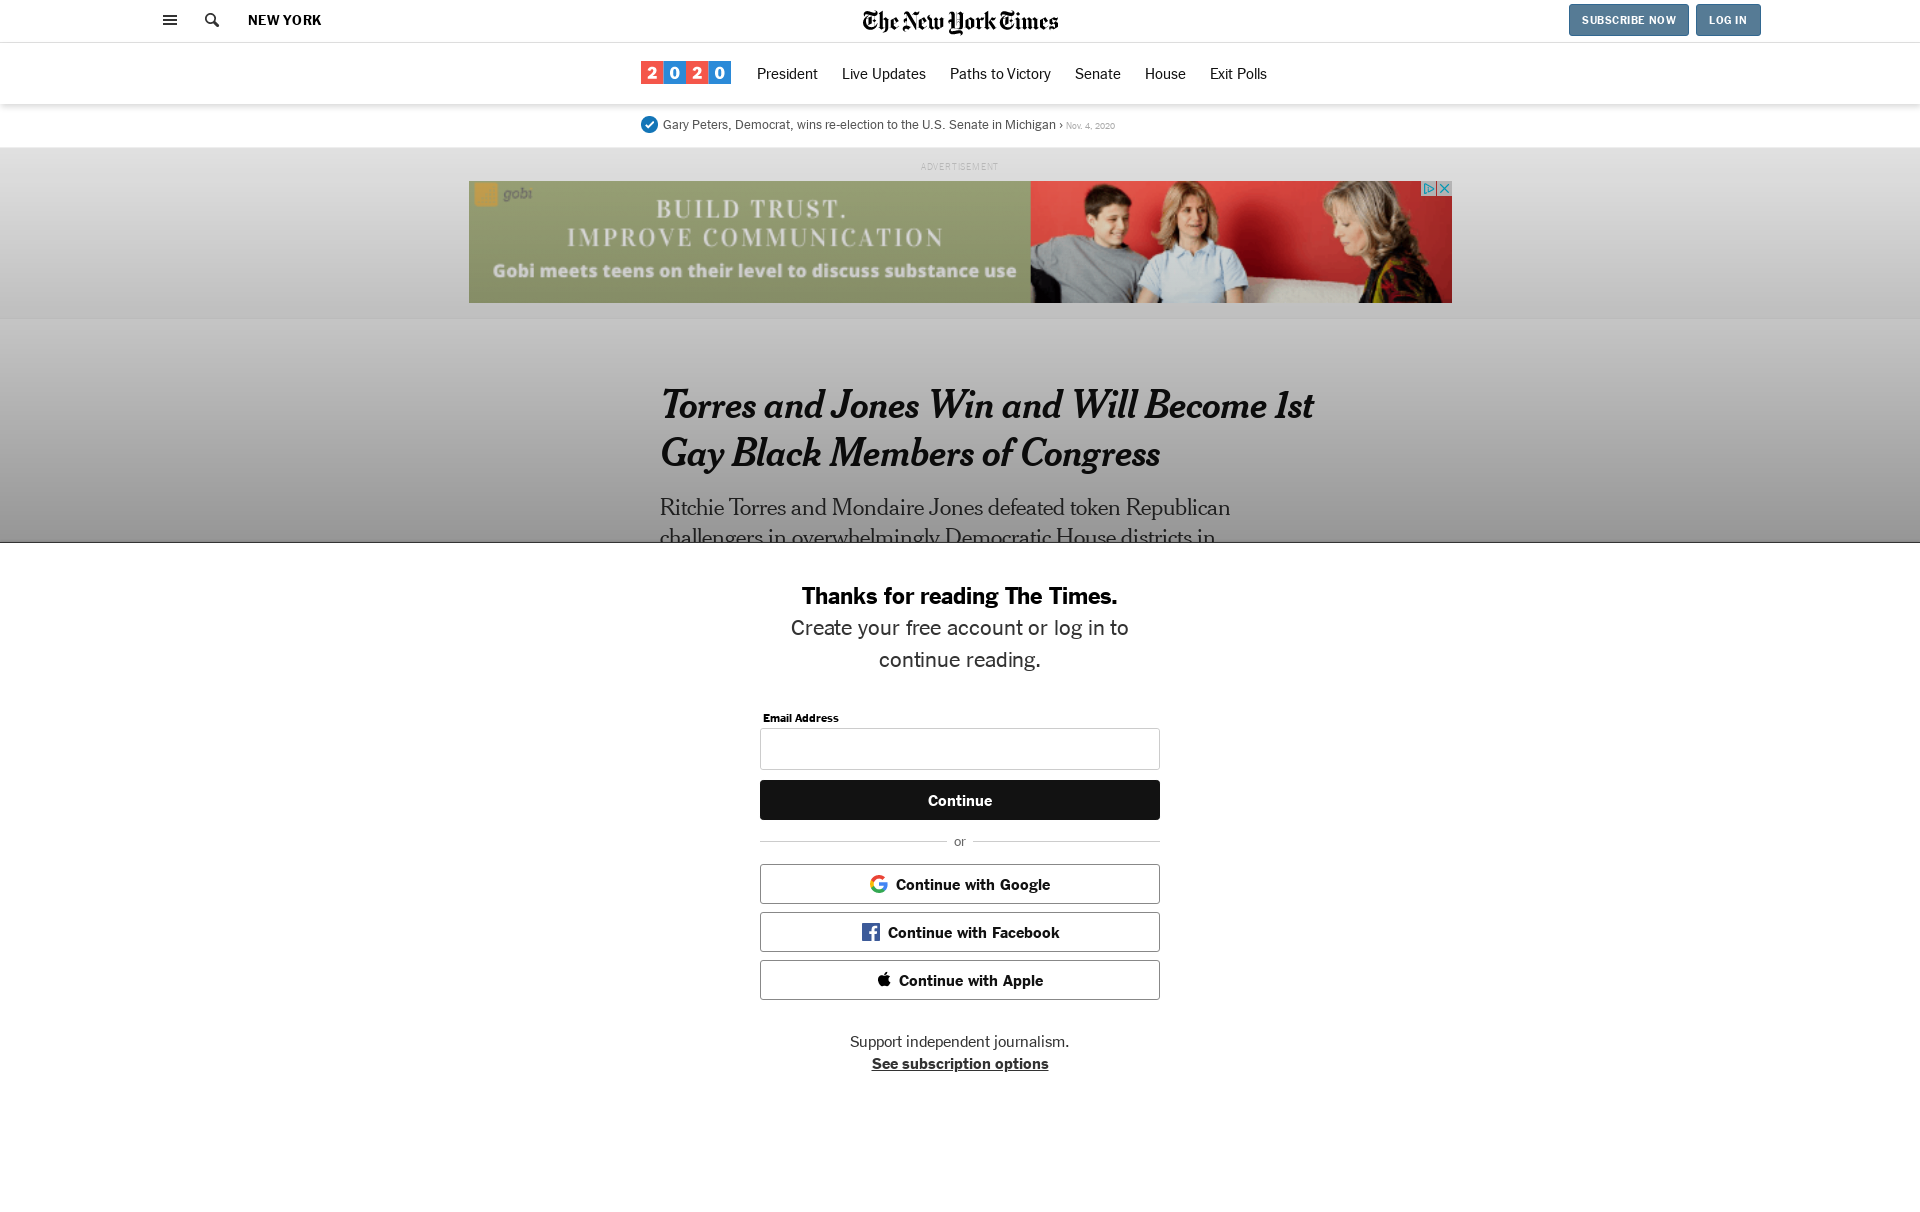 NEW YORK
The New York Times
SUBSCRIBE NOW
LOG IN
2020
President
Live Updates
Paths to Victory
Senate
House
Exit Polls
Gary Peters, Democrat, wins re-election to the U.S. Senate in Michigan › Nov. 4, 2020
ADVERTISEMENT
gobi
BUILD TRUST.
IMPROVE COMMUNICATION
Gobi meets teens on their level to discuss substance use
Torres and Jones Win and Will Become 1st
Gay Black Members of Congress
Ritchie Torres and Mondaire Jones defeated token Republican
challengers in overwhelmingly Democratic House districts in
Thanks for reading The Times.
Create your free account or log in to
continue reading.
Email Address
Continue
or
Continue with Google
Continue with Facebook
Continue with Apple
Support independent journalism.
See subscription options